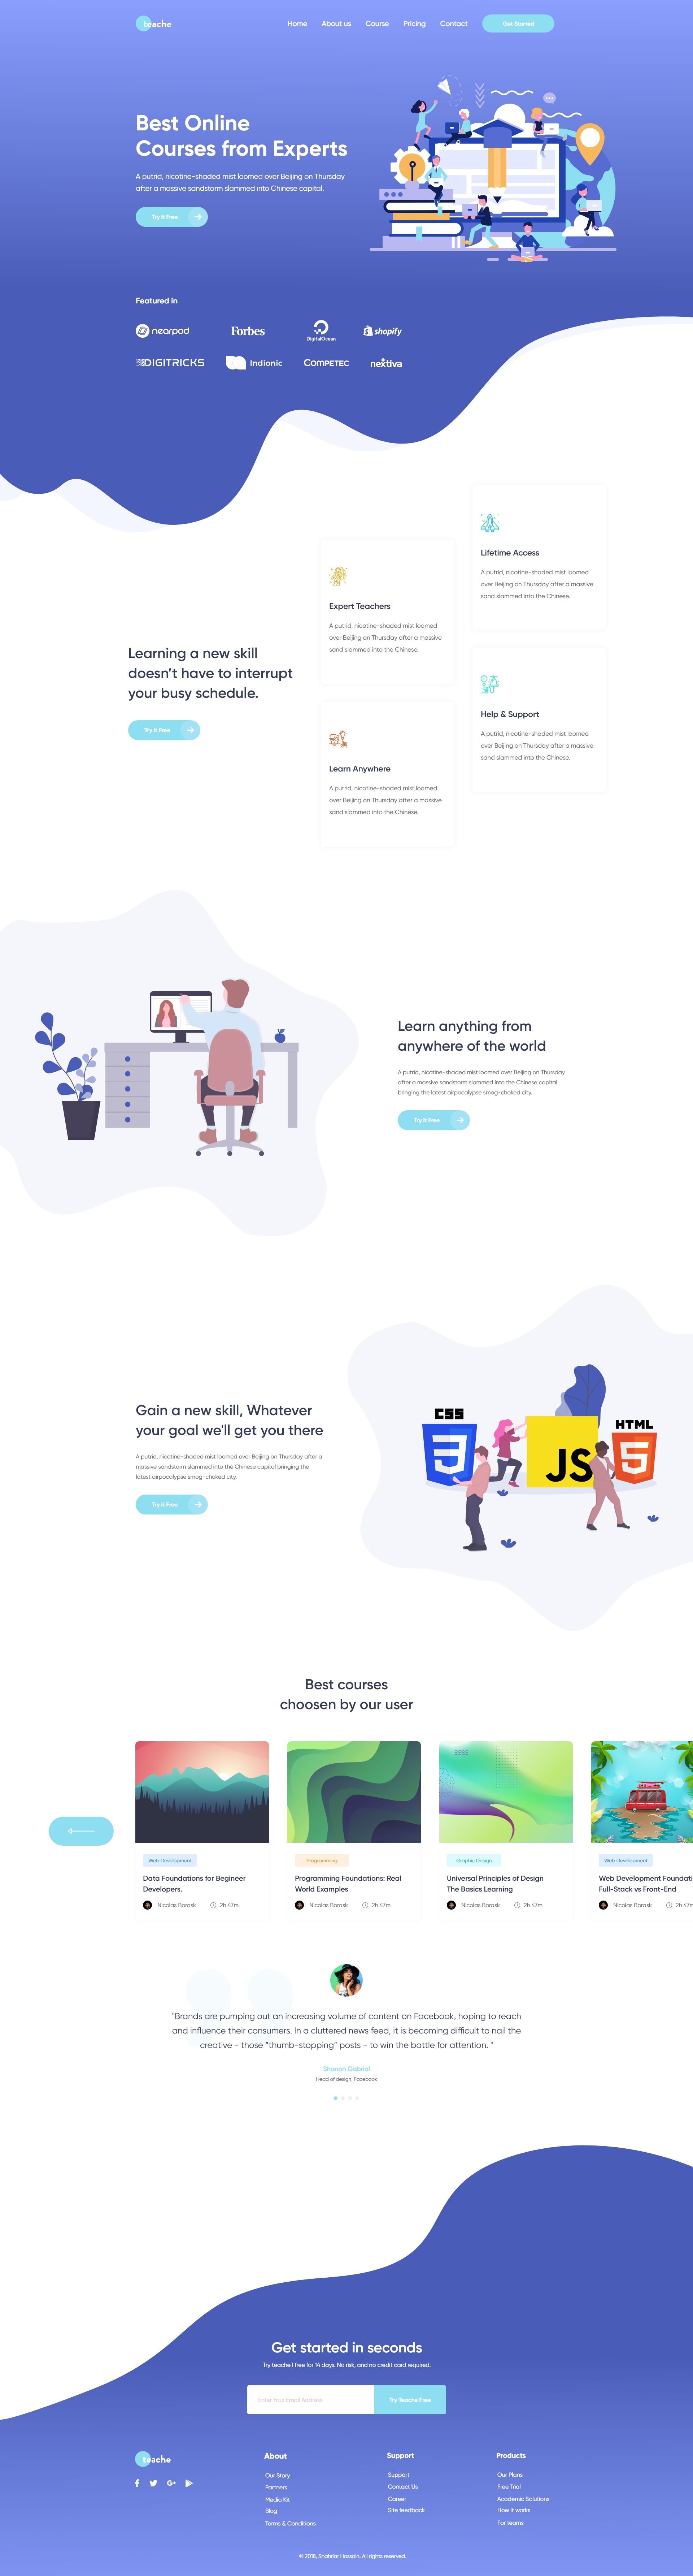 teache
Home About us Course Pricing Contact Get Started
Best Online
Courses from Experts
A putrid, nicotine-shaded mist loomed over Beijing on Thursday
after a massive sandstorm slammed into Chinese capital.
Try it Free
Featured in
nearpod Forbes DigitalOcean shopify
DIGITRICKS Indionic COMPETEC nextiva
Lifetime Access
A putrid, nicotine-shaded mist loomed
over Beijing on Thursday after a massive
sand slammed into the Chinese.
Expert Teachers
A putrid, nicotine-shaded mist loomed
over Beijing on Thursday after a massive
sand slammed into the Chinese.
Learning a new skill
doesn’t have to interrupt
your busy schedule.
Try it Free
Help & Support
A putrid, nicotine-shaded mist loomed
over Beijing on Thursday after a massive
sand slammed into the Chinese.
Learn Anywhere
A putrid, nicotine-shaded mist loomed
over Beijing on Thursday after a massive
sand slammed into the Chinese.
Learn anything from
anywhere of the world
A putrid, nicotine-shaded mist loomed over Beijing on Thursday
after a massive sandstorm slammed into the Chinese capital
bringing the latest airpocalypse smog-choked city.
Try it Free
CSS
HTML
JS
Gain a new skill, Whatever
your goal we'll get you there
A putrid, nicotine-shaded mist loomed over Beijing on Thursday after a
massive sandstorm slammed into the Chinese capital bringing the
latest airpocalypse smog-choked city.
Try it Free
Best courses
choosen by our user
Web Development
Data Foundations for Begineer
Developers.
Nicolas Borask 2h 47m
Programming
Programming Foundations: Real
World Examples
Nicolas Borask 2h 47m
Graphic Design
Universal Principles of Design
The Basics Learning
Nicolas Borask 2h 47m
Web Development
Web Development Foundati
Full-Stack vs Front-End
Nicolas Borask 2h 47m
"Brands are pumping out an increasing volume of content on Facebook, hoping to reach
and influence their consumers. In a cluttered news feed, it is becoming difficult to nail the
creative - those “thumb-stopping” posts - to win the battle for attention. "
Shanon Gabrial
Head of design, Facebook
Get started in seconds
Try teache l free for 14 days. No risk, and no credit card required.
Enter Your Email Address Try Teache Free
teache
About
Our Story
Partners
Media Kit
Blog
Terms & Conditions
Support
Support
Contact Us
Career
Site feedback
Products
Our Plans
Free Trial
Academic Solutions
How it works
For teams
© 2018, Shahriar Hossain. All rights reserved.